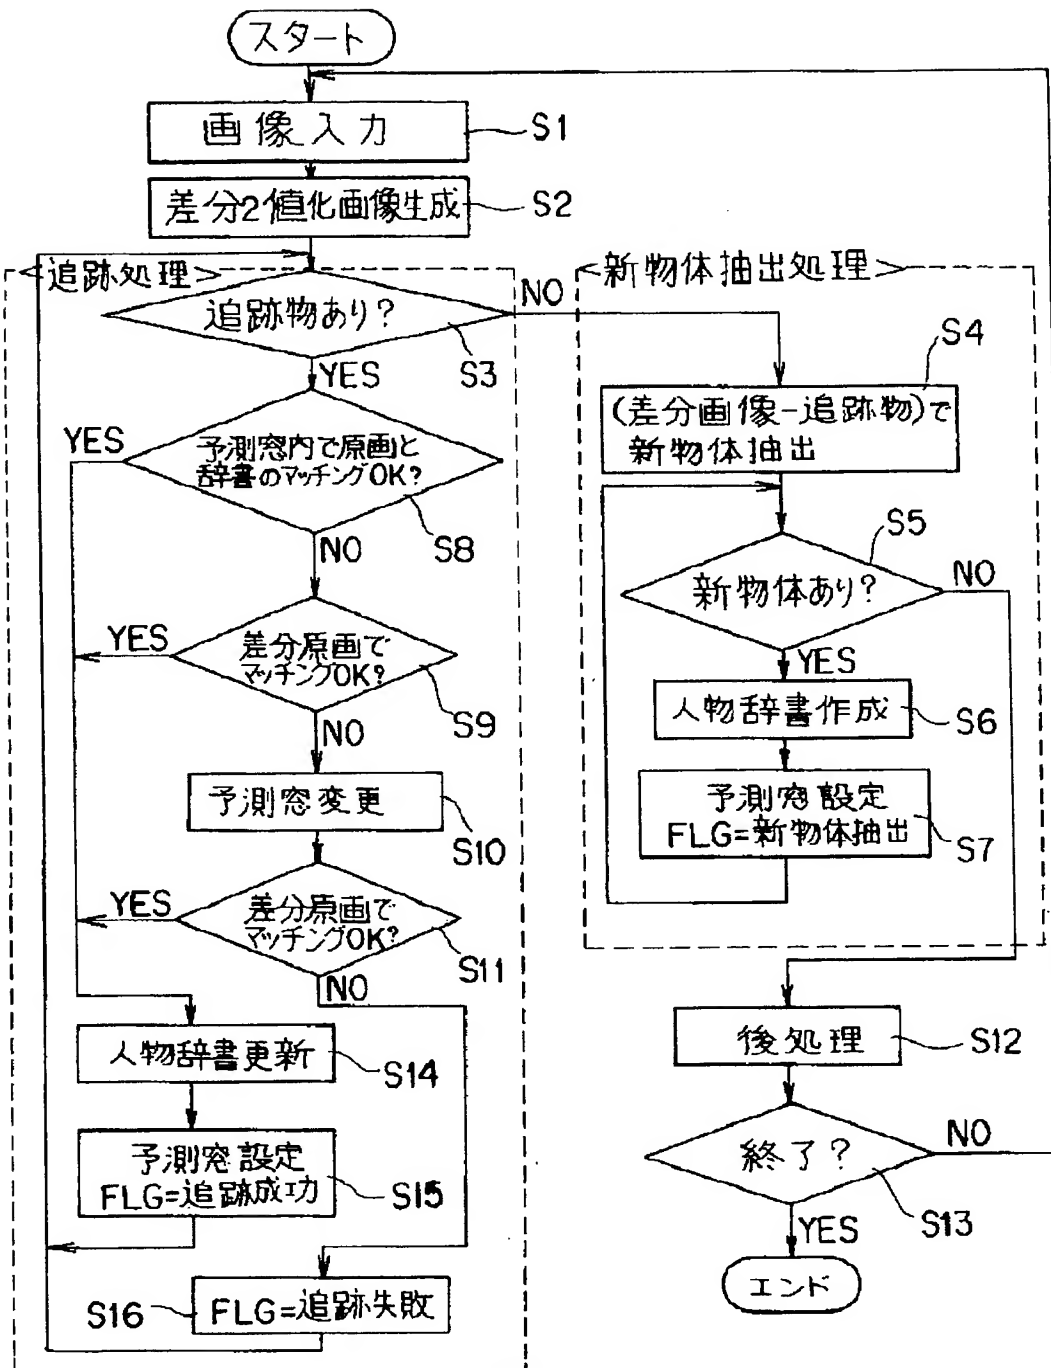 スタート
画像入力
S1
差分2値化画像生成
S2
<追跡処理>
追跡物あり?
S3
NO
YES
予測窓内で原画と
辞書のマッチングOK?
S8
YES
NO
差分原画で
マッチングOK?
S9
YES
NO
予測窓変更
S10
差分原画で
マッチングOK?
S11
YES
NO
人物辞書更新
S14
予測窓設定
FLG=追跡成功
S15
S16
FLG=追跡失敗
<新物体抽出処理>
S4
(差分画像-追跡物)で
新物体抽出
S5
新物体あり?
NO
YES
人物辞書作成
S6
予測窓設定
FLG=新物体抽出
S7
後処理
S12
終了?
NO
S13
YES
エンド